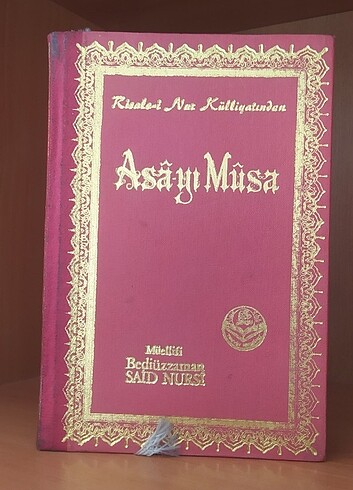 Risale-i Nur Külliyatından
Asâ-yı Mûsa
Müellifi
Bediüzzaman
SAİD NURSÎ